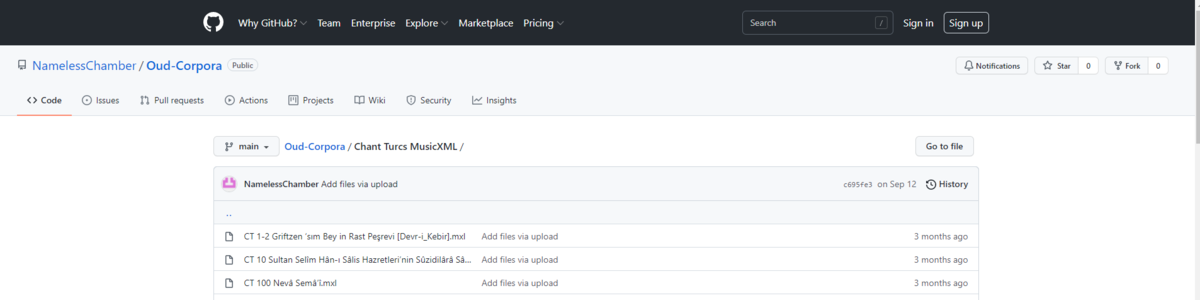 Why GitHub? Team Enterprise Explore Marketplace Pricing Search / Sign in Sign up
NamelessChamber / Oud-Corpora Public Notifications Star 0 Fork 0
Code Issues Pull requests Actions Projects Wiki Security Insights
main Oud-Corpora / Chant Turcs MusicXML / Go to file
NamelessChamber Add files via upload c695fe3 on Sep 12 History
..
CT 1-2 Griftzen 'sım Bey in Rast Peşrevi [Devr-i_Kebir].mxl Add files via upload 3 months ago
CT 10 Sultan Selîm Hân-ı Sâlis Hazretleri'nin Sûzidilârâ Sâ... Add files via upload 3 months ago
CT 100 Nevâ Semâ'î.mxl Add files via upload 3 months ago